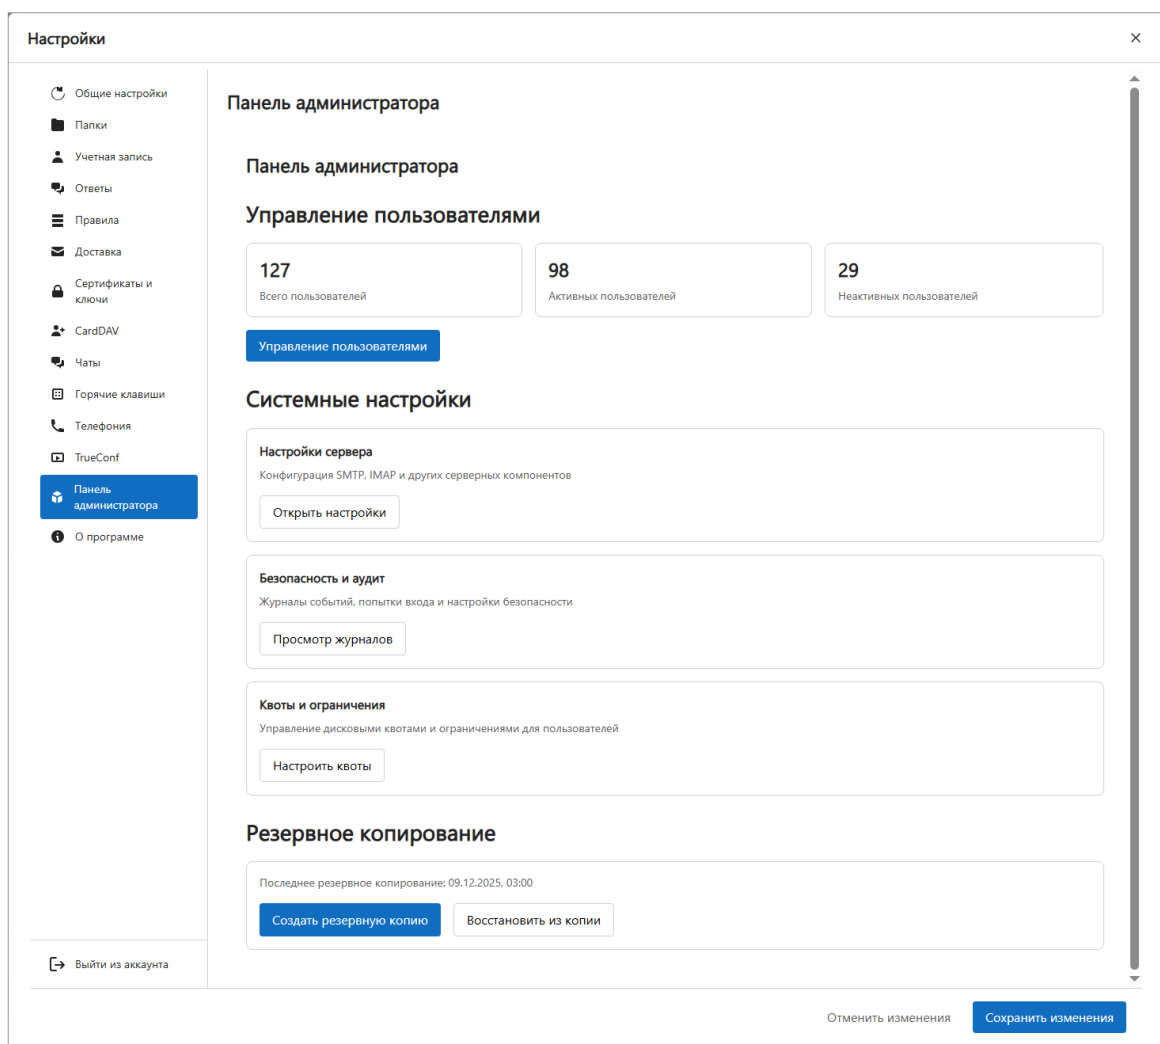 Настройки
Общие настройки
Папки
Учетная запись
Ответы
Правила
Доставка
Сертификаты и
ключи
CardDAV
Чаты
Горячие клавиши
Телефония
TrueConf
Панель
администратора
О программе
Выйти из аккаунта
Панель администратора
Панель администратора
Управление пользователями
127
Всего пользователей
98
Активных пользователей
29
Неактивных пользователей
Управление пользователями
Системные настройки
Настройки сервера
Конфигурация SMTP, IMAP и других серверных компонентов
Открыть настройки
Безопасность и аудит
Журналы событий, попытки входа и настройки безопасности
Просмотр журналов
Квоты и ограничения
Управление дисковыми квотами и ограничениями для пользователей
Настроить квоты
Резервное копирование
Последнее резервное копирование: 09.12.2025, 03:00
Создать резервную копию
Восстановить из копии
Отменить изменения
Сохранить изменения